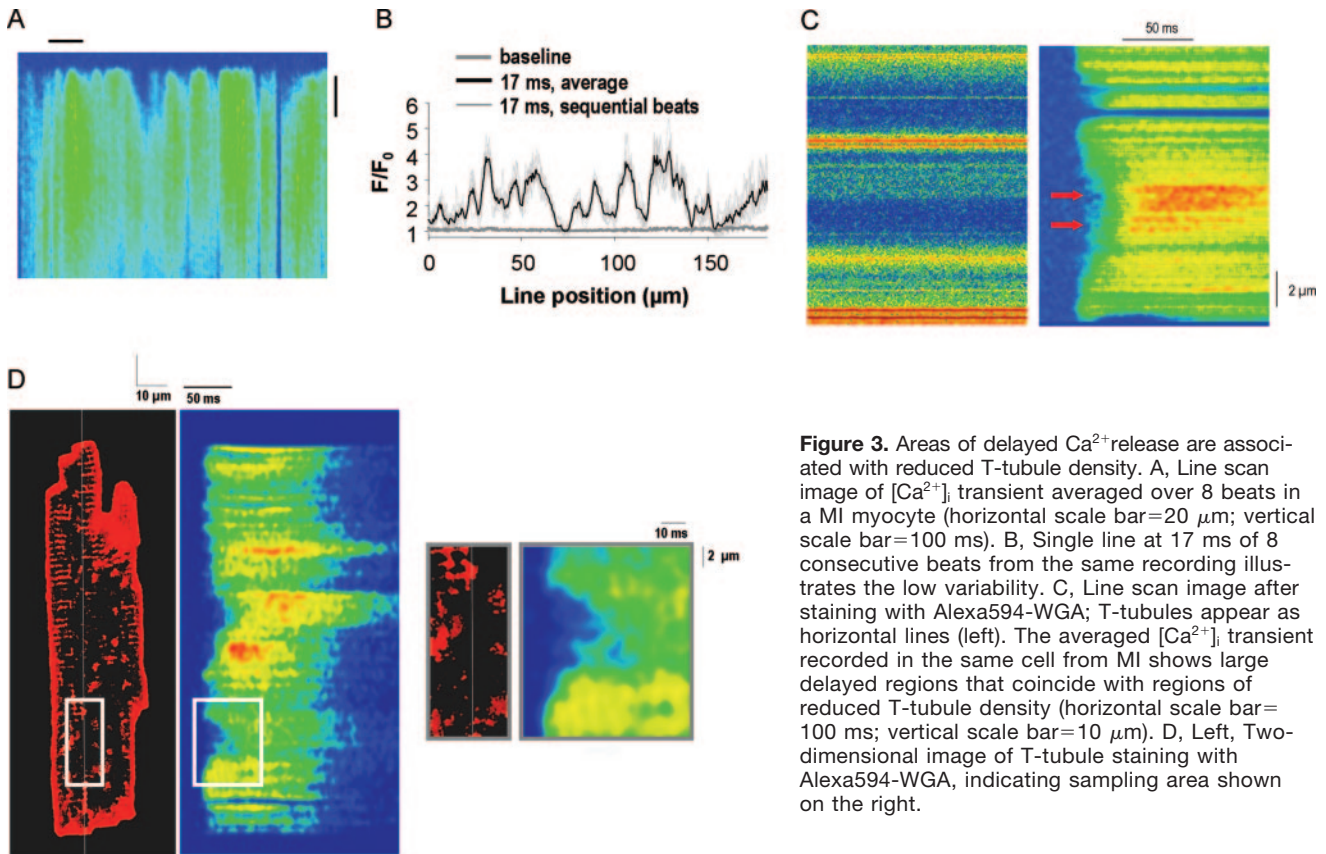 A
B
baseline
17 ms, average
17 ms, sequential beats
6
5
4
3
2
1
F/F₀
0 50 100 150
Line position (µm)
C
50 ms
2 µm
D
10 µm
50 ms
10 ms
2 µm
Figure 3. Areas of delayed Ca²⁺release are associ-
ated with reduced T-tubule density. A, Line scan
image of [Ca²⁺]ᵢ transient averaged over 8 beats in
a MI myocyte (horizontal scale bar=20 µm; vertical
scale bar=100 ms). B, Single line at 17 ms of 8
consecutive beats from the same recording illus-
trates the low variability. C, Line scan image after
staining with Alexa594-WGA; T-tubules appear as
horizontal lines (left). The averaged [Ca²⁺]ᵢ transient
recorded in the same cell from MI shows large
delayed regions that coincide with regions of
reduced T-tubule density (horizontal scale bar=
100 ms; vertical scale bar=10 µm). D, Left, Two-
dimensional image of T-tubule staining with
Alexa594-WGA, indicating sampling area shown
on the right.